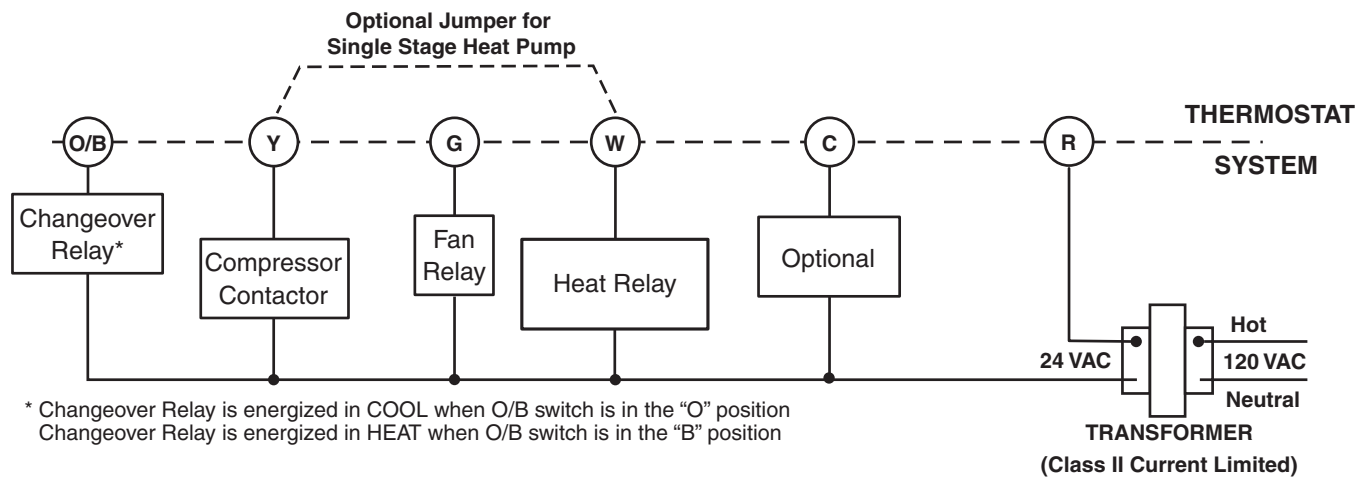 Optional Jumper for
Single Stage Heat Pump
THERMOSTAT
O/B
Y
G
W
C
R
SYSTEM
Changeover
Relay*
Compressor
Contactor
Fan
Relay
Heat Relay
Optional
24 VAC
Hot
120 VAC
Neutral
TRANSFORMER
(Class II Current Limited)
* Changeover Relay is energized in COOL when O/B switch is in the “O” position
Changeover Relay is energized in HEAT when O/B switch is in the “B” position